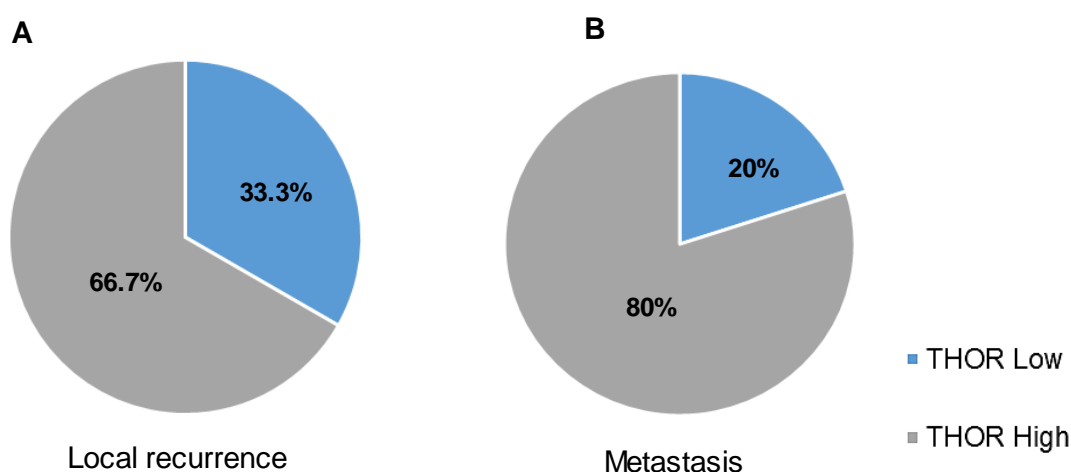 A
B
33.3%
66.7%
20%
80%
THOR Low
THOR High
Local recurrence
Metastasis